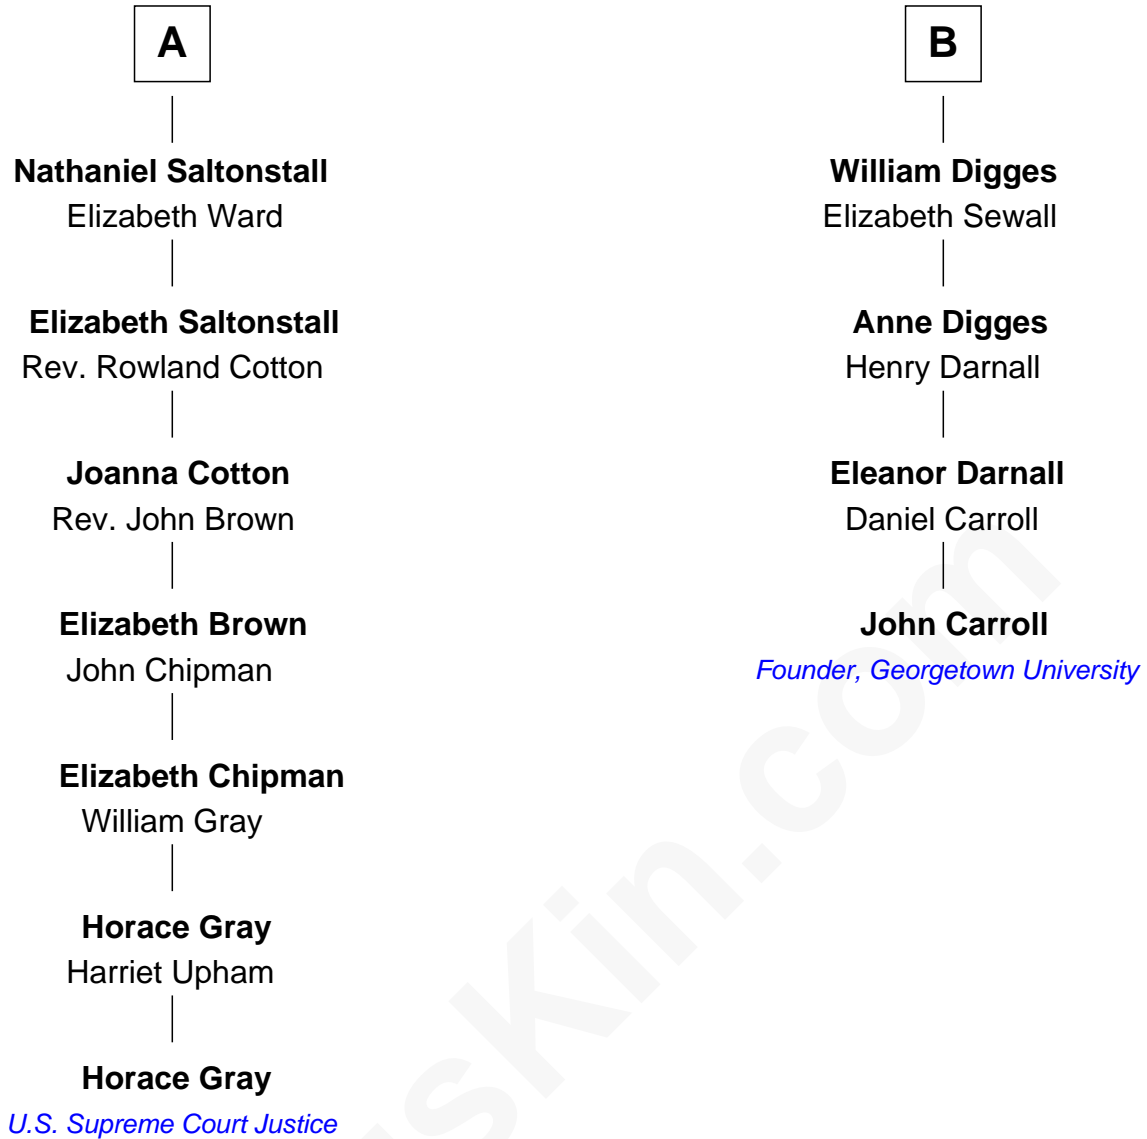 A
Nathaniel Saltonstall
Elizabeth Ward
Elizabeth Saltonstall
Rev. Rowland Cotton
Joanna Cotton
Rev. John Brown
Elizabeth Brown
John Chipman
Elizabeth Chipman
William Gray
Horace Gray
Harriet Upham
Horace Gray
U.S. Supreme Court Justice
B
William Digges
Elizabeth Sewall
Anne Digges
Henry Darnall
Eleanor Darnall
Daniel Carroll
John Carroll
Founder, Georgetown University
sKin.com